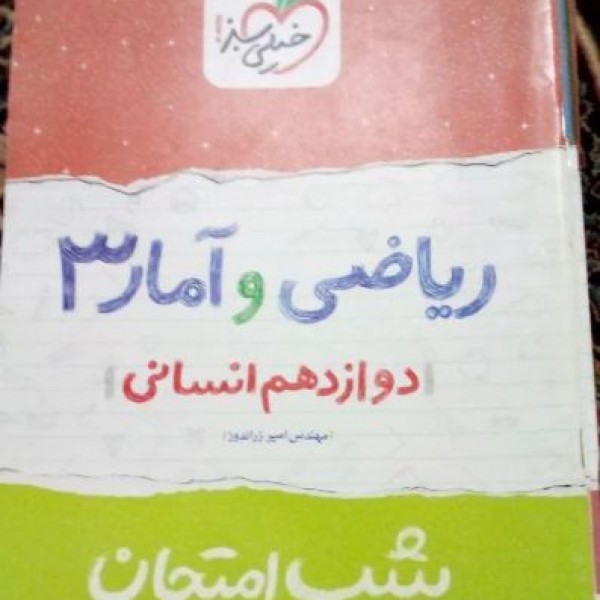 خیلی سبز
ریاضی و آمار ۳
دوازدهم انسانی
(مهندس امیر زراندوز)
شب امتحان